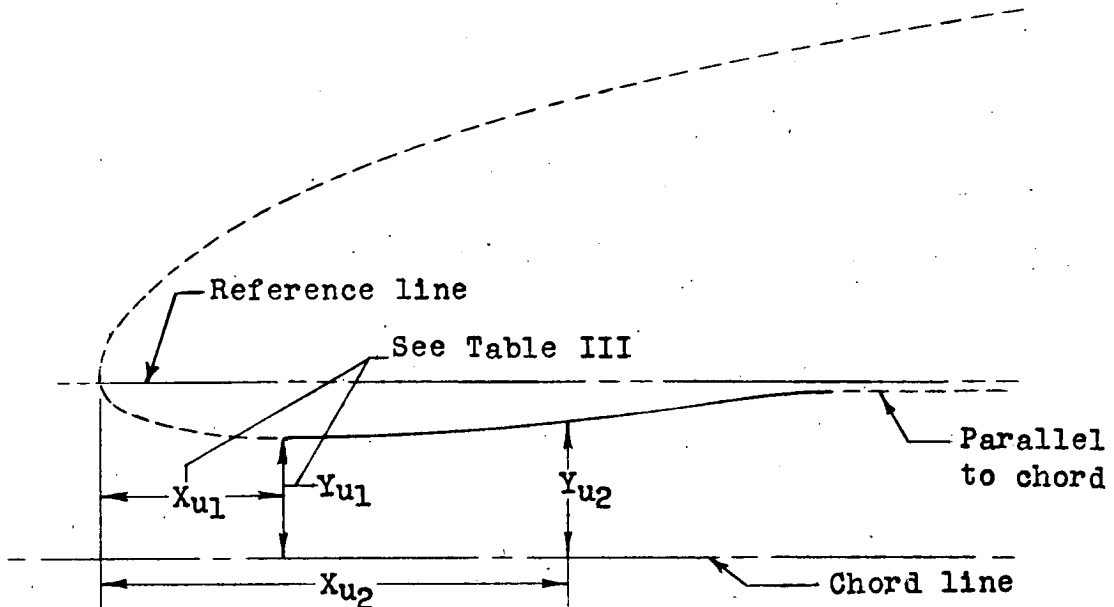 Reference line
See Table III
Parallel
to chord
Xu1
Yu1
Yu2
Xu2
Chord line